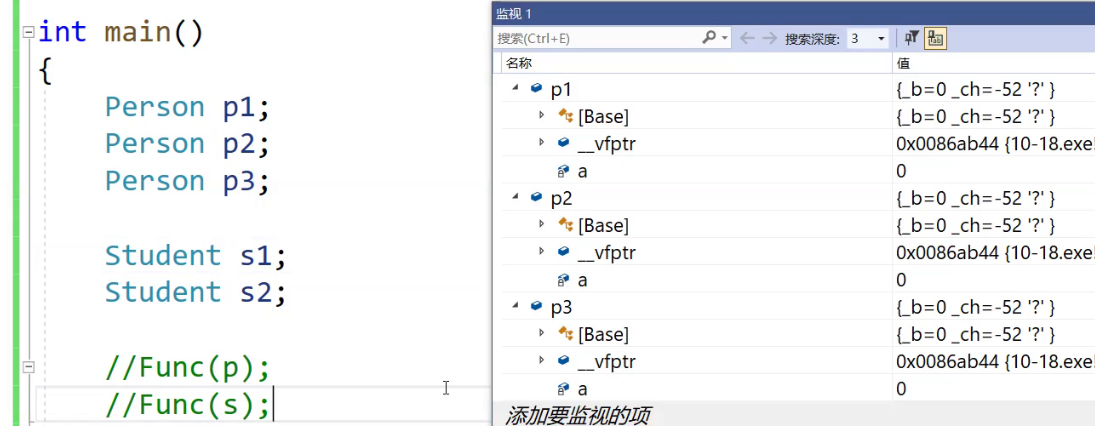 int main()
{
Person p1;
Person p2;
Person p3;
Student s1;
Student s2;
//Func(p);
//Func(s);
监视 1
搜索(Ctrl+E) 搜索深度: 3
名称 值
p1 {_b=0 _ch=-52 '?' }
[Base] {_b=0 _ch=-52 '?' }
__vfptr 0x0086ab44 {10-18.exe!
a 0
p2 {_b=0 _ch=-52 '?' }
[Base] {_b=0 _ch=-52 '?' }
__vfptr 0x0086ab44 {10-18.exe!
a 0
p3 {_b=0 _ch=-52 '?' }
[Base] {_b=0 _ch=-52 '?' }
__vfptr 0x0086ab44 {10-18.exe!
a 0
添加要监视的项